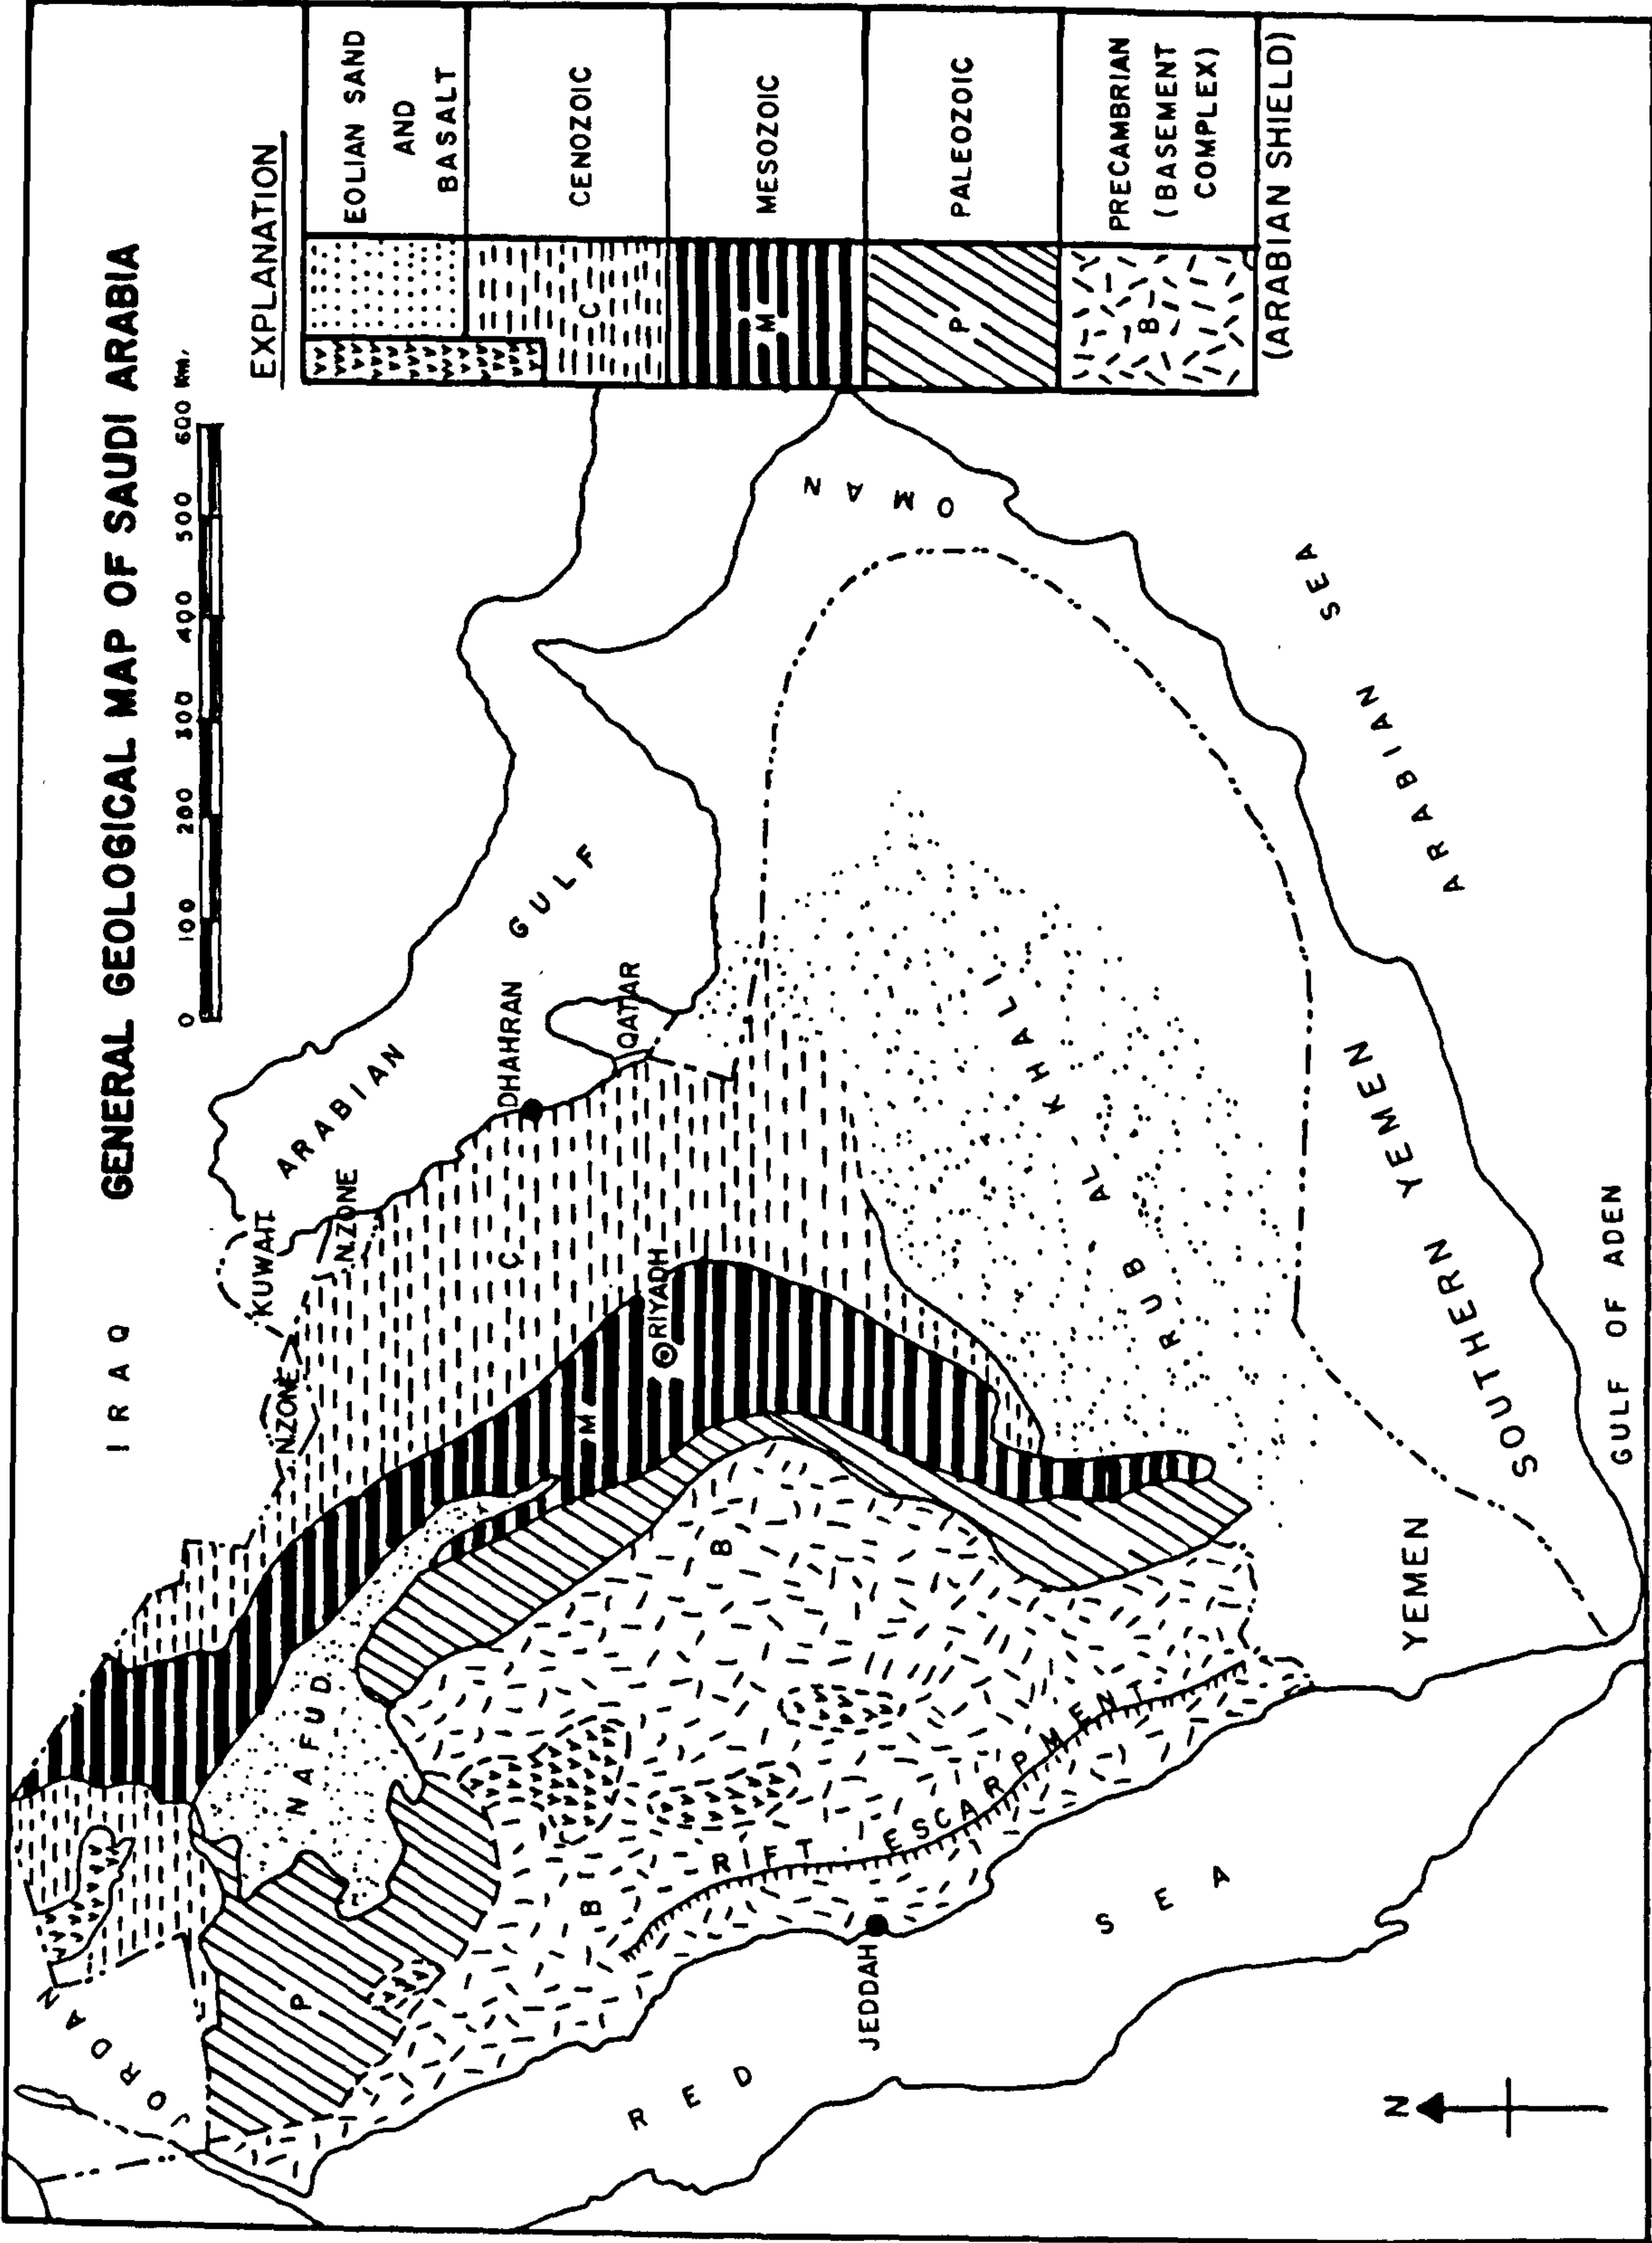 GENERAL GEOLOGICAL MAP OF SAUDI ARABIA
0 100 200 300 400 500 600 Km.
EXPLANATION
EOLIAN SAND
AND
BASALT
C
CENOZOIC
M
MESOZOIC
P
PALEOZOIC
B
PRECAMBRIAN
(BASEMENT
COMPLEX)
(ARABIAN SHIELD)
JORDAN
IRAQ
KUWAIT
N.ZONE
N.ZONE
ARABIAN
GULF
DHAHRAN
QATAR
OMAN
NAFUD
P
C
M
RIYADH
B
B
RIFT ESCARPMENT
JEDDAH
RED
SEA
RUB AL KHALI
YEMEN
SOUTHERN YEMEN
ARABIAN SEA
GULF OF ADEN
N